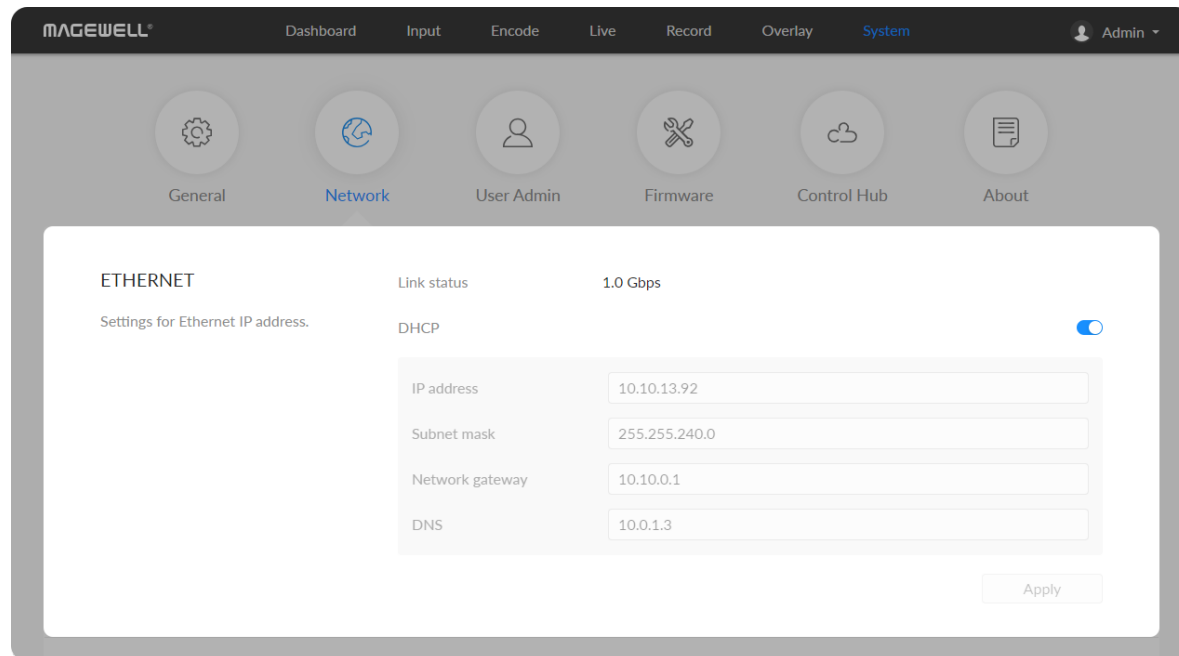 MAGEWELL® Dashboard Input Encode Live Record Overlay System Admin
General Network User Admin Firmware Control Hub About
ETHERNET Link status 1.0 Gbps
Settings for Ethernet IP address. DHCP
IP address 10.10.13.92
Subnet mask 255.255.240.0
Network gateway 10.10.0.1
DNS 10.0.1.3
Apply